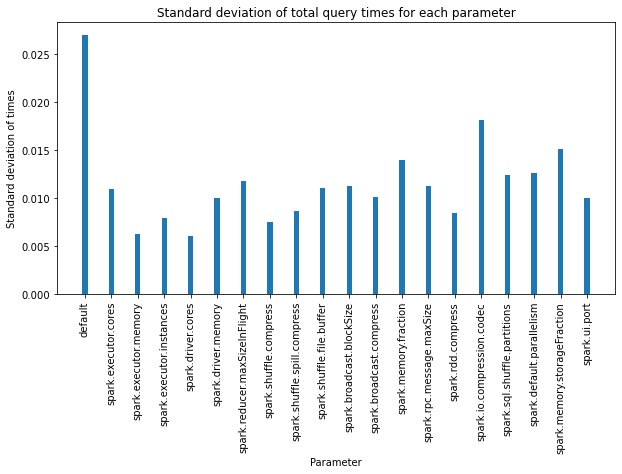 Standard deviation of total query times for each parameter
Standard deviation of times
0.025
0.020
0.015
0.010
0.005
0.000
default
spark.executor.cores
spark.executor.memory
spark.executor.instances
spark.driver.cores
spark.driver.memory
spark.reducer.maxSizeInFlight
spark.shuffle.compress
spark.shuffle.spill.compress
spark.shuffle.file.buffer
spark.broadcast.blockSize
spark.broadcast.compress
spark.memory.fraction
spark.rpc.message.maxSize
spark.rdd.compress
spark.io.compression.codec
spark.sql.shuffle.partitions
spark.default.parallelism
spark.memory.storageFraction
spark.ui.port
Parameter